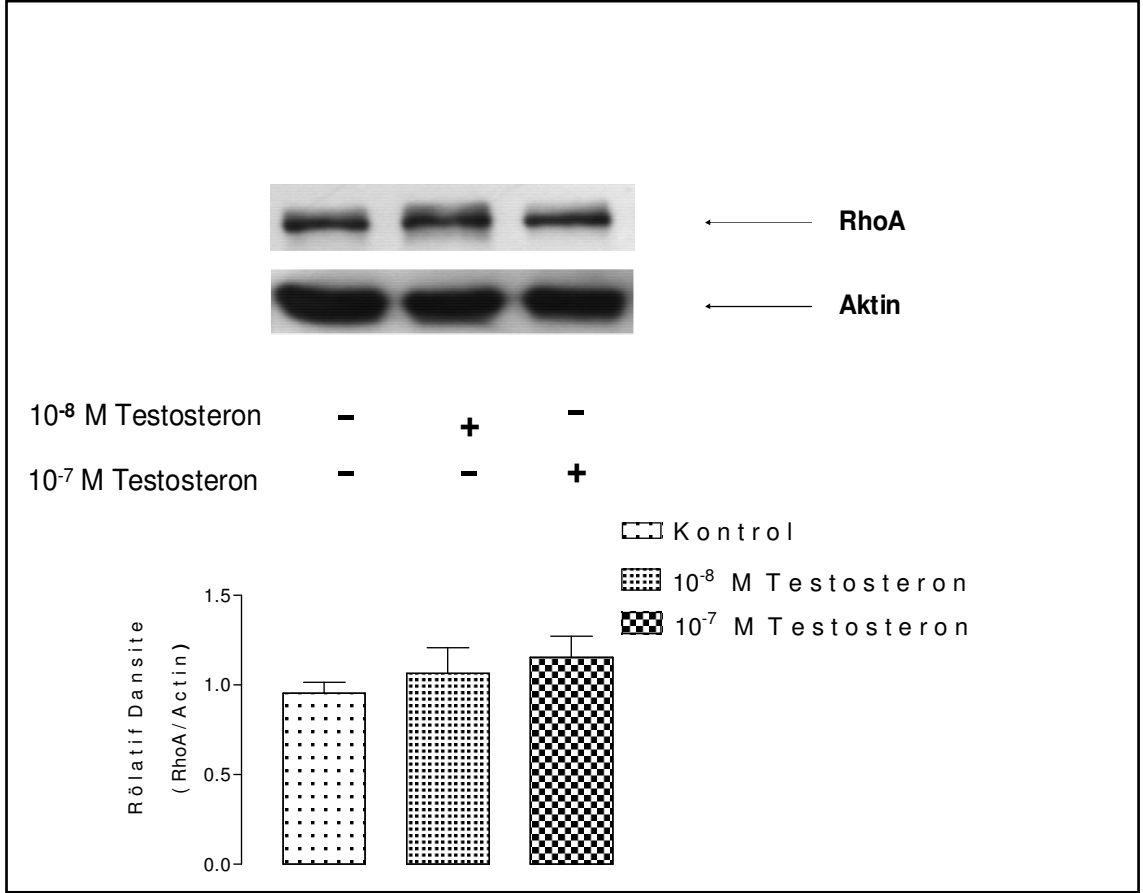 RhoA
Aktin
10⁻⁸ M Testosteron - + -
10⁻⁷ M Testosteron - - +
Kontrol
10⁻⁸ M Testosteron
10⁻⁷ M Testosteron
Rölatif Dansite
(RhoA/Actin)
1.5
1.0
0.5
0.0